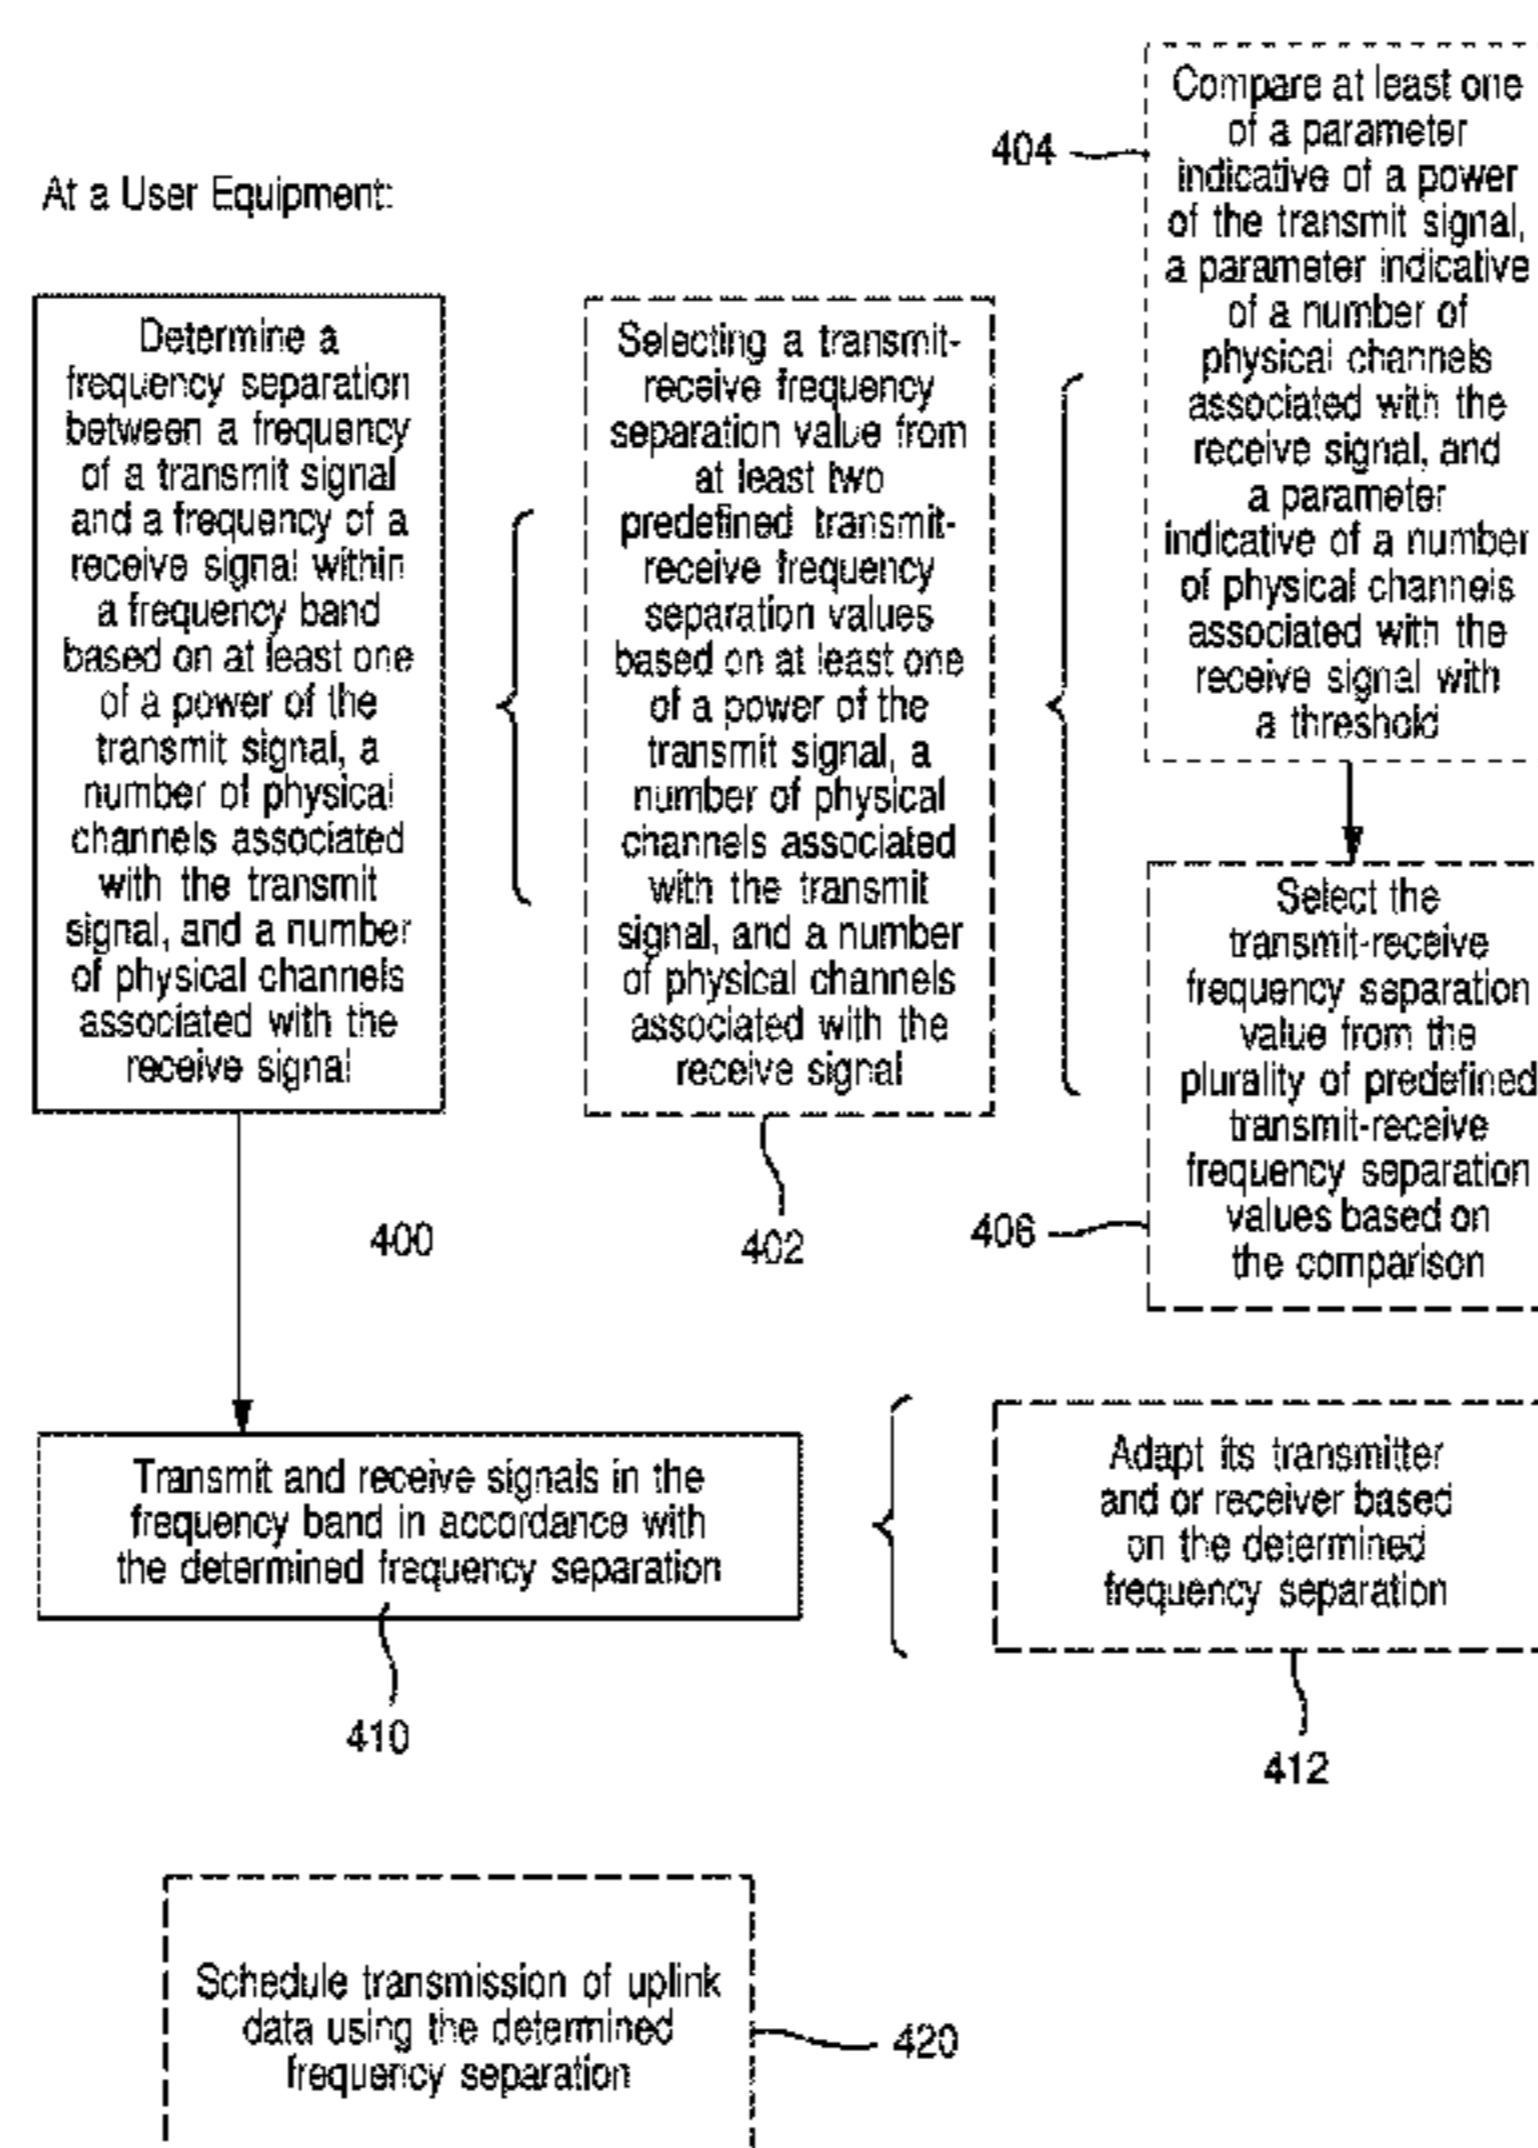 At a User Equipment:
Determine a
frequency separation
between a frequency
of a transmit signal
and a frequency of a
receive signal within
a frequency band
based on at least one
of a power of the
transmit signal, a
number of physical
channels associated
with the transmit
signal, and a number
of physical channels
associated with the
receive signal
400
Selecting a transmit-
receive frequency
separation value from
at least two
predefined transmit-
receive frequency
separation values
based on at least one
of a power of the
transmit signal, a
number of physical
channels associated
with the transmit
signal, and a number
of physical channels
associated with the
receive signal
402
404
Compare at least one
of a parameter
indicative of a power
of the transmit signal,
a parameter indicative
of a number of
physical channels
associated with the
receive signal, and
a parameter
indicative of a number
of physical channels
associated with the
receive signal with
a threshold
406
Select the
transmit-receive
frequency separation
value from the
plurality of predefined
transmit-receive
frequency separation
values based on
the comparison
Transmit and receive signals in the
frequency band in accordance with
the determined frequency separation
410
Adapt its transmitter
and or receiver based
on the determined
frequency separation
412
Schedule transmission of uplink
data using the determined
frequency separation
420